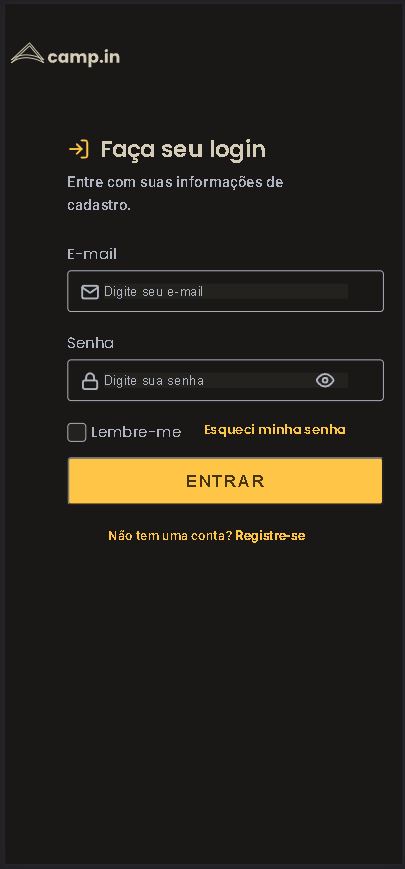 camp.in
Faça seu login
Entre com suas informações de
cadastro.
E-mail
Digite seu e-mail
Senha
Digite sua senha
Lembre-me Esqueci minha senha
ENTRAR
Não tem uma conta? Registre-se